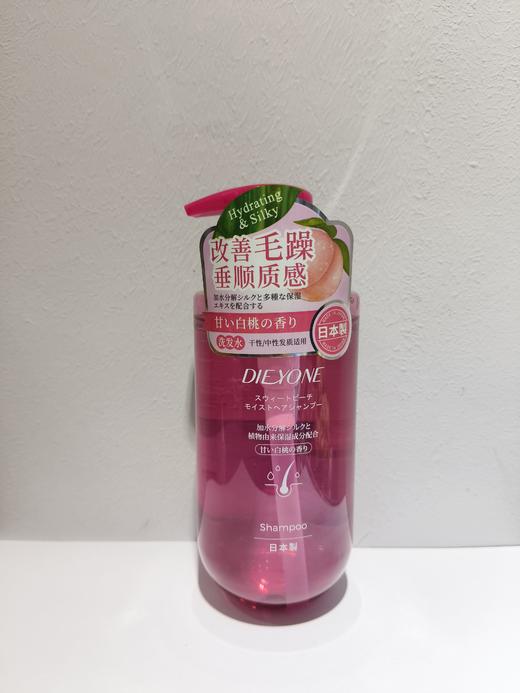 Hydrating
& Silky
改善毛躁
垂顺质感
加水分解シルクと多種な保湿
エキスを配合する
甘い白桃の香り
日本製
洗发水 干性/中性发质适用
DIEYONE
スウィートピーチ
モイストヘアシャンプー
加水分解シルクと
植物由来保湿成分配合
甘い白桃の香り
Shampoo
日本製